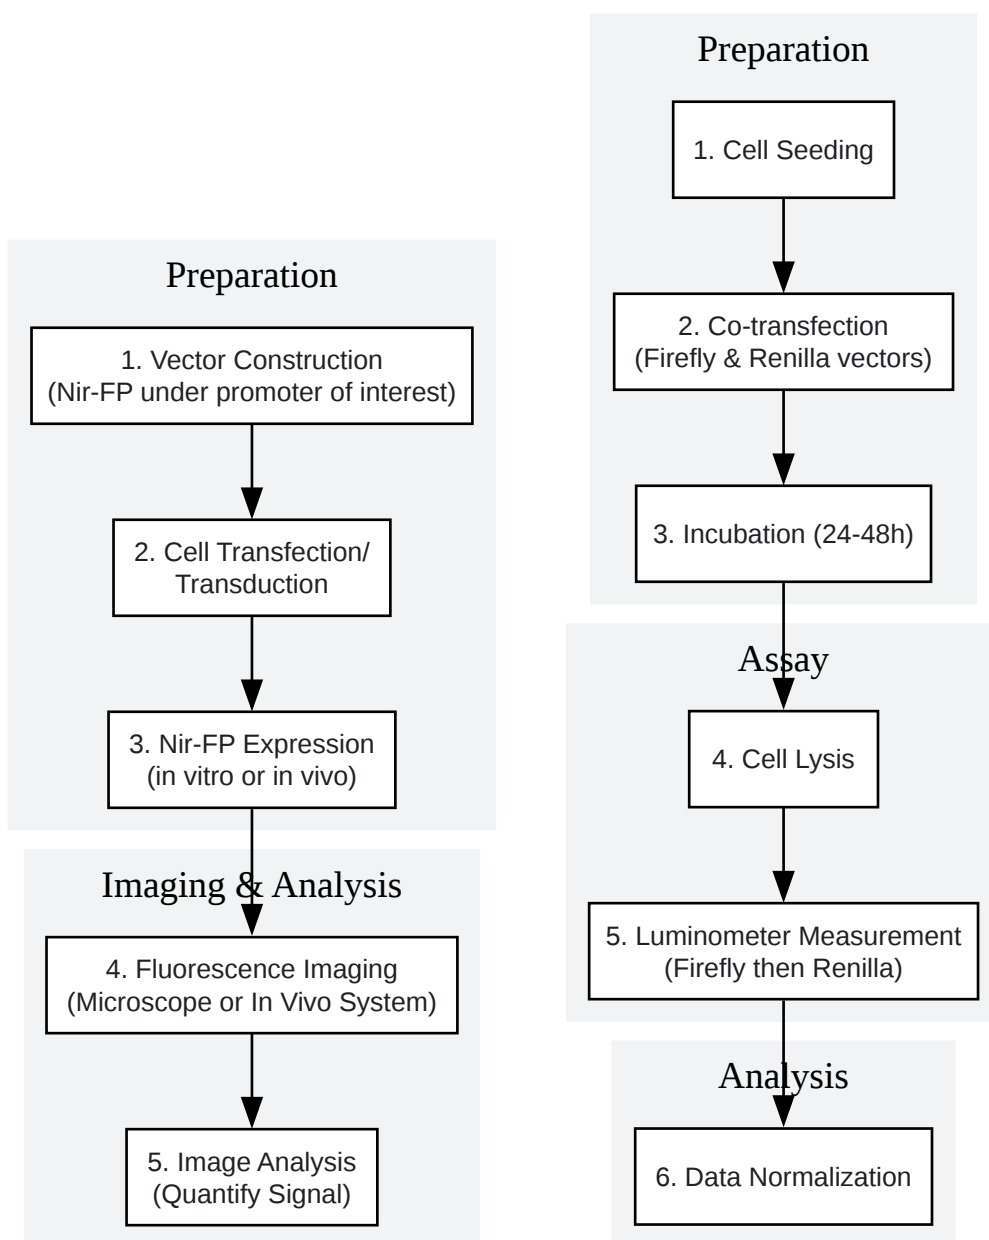 Preparation
1. Vector Construction
(Nir-FP under promoter of interest)
2. Cell Transfection/
Transduction
3. Nir-FP Expression
(in vitro or in vivo)
Imaging & Analysis
4. Fluorescence Imaging
(Microscope or In Vivo System)
5. Image Analysis
(Quantify Signal)
Preparation
1. Cell Seeding
2. Co-transfection
(Firefly & Renilla vectors)
3. Incubation (24-48h)
Assay
4. Cell Lysis
5. Luminometer Measurement
(Firefly then Renilla)
Analysis
6. Data Normalization